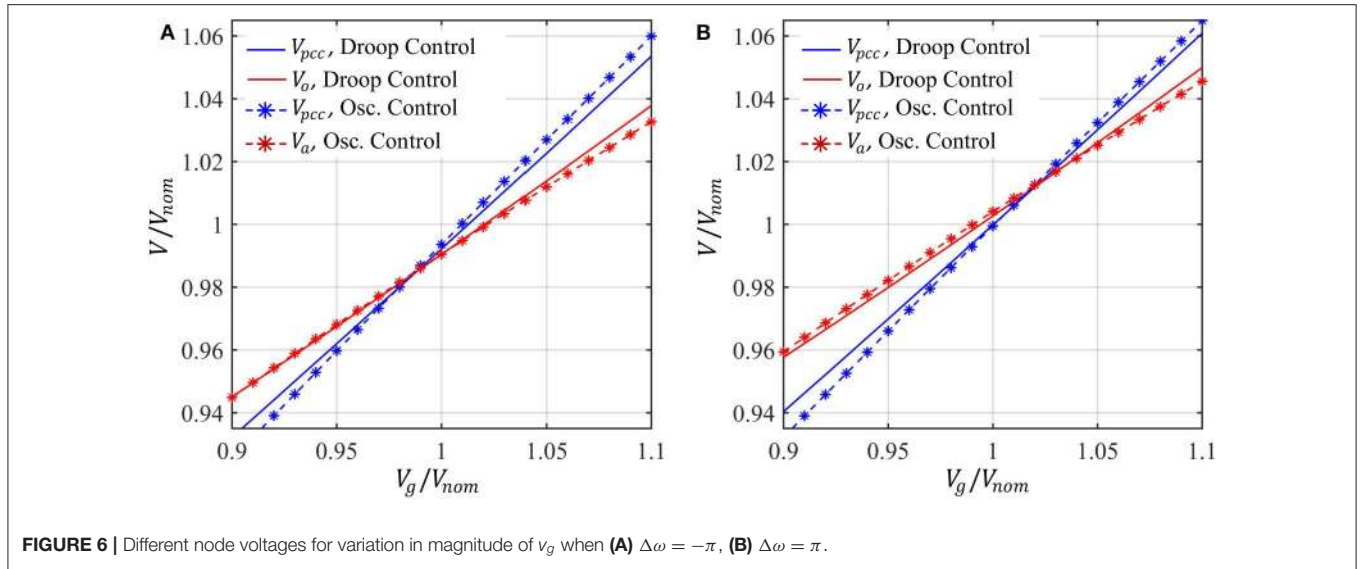 A
V_pcc, Droop Control
V_o, Droop Control
V_pcc, Osc. Control
V_a, Osc. Control
1.06
1.04
1.02
1
0.98
0.96
0.94
V/V_nom
0.9 0.95 1 1.05 1.1
V_g/V_nom
B
V_pcc, Droop Control
V_o, Droop Control
V_pcc, Osc. Control
V_a, Osc. Control
1.06
1.04
1.02
1
0.98
0.96
0.94
V/V_nom
0.9 0.95 1 1.05 1.1
V_g/V_nom
FIGURE 6 | Different node voltages for variation in magnitude of v_g when (A) Δω = −π, (B) Δω = π.